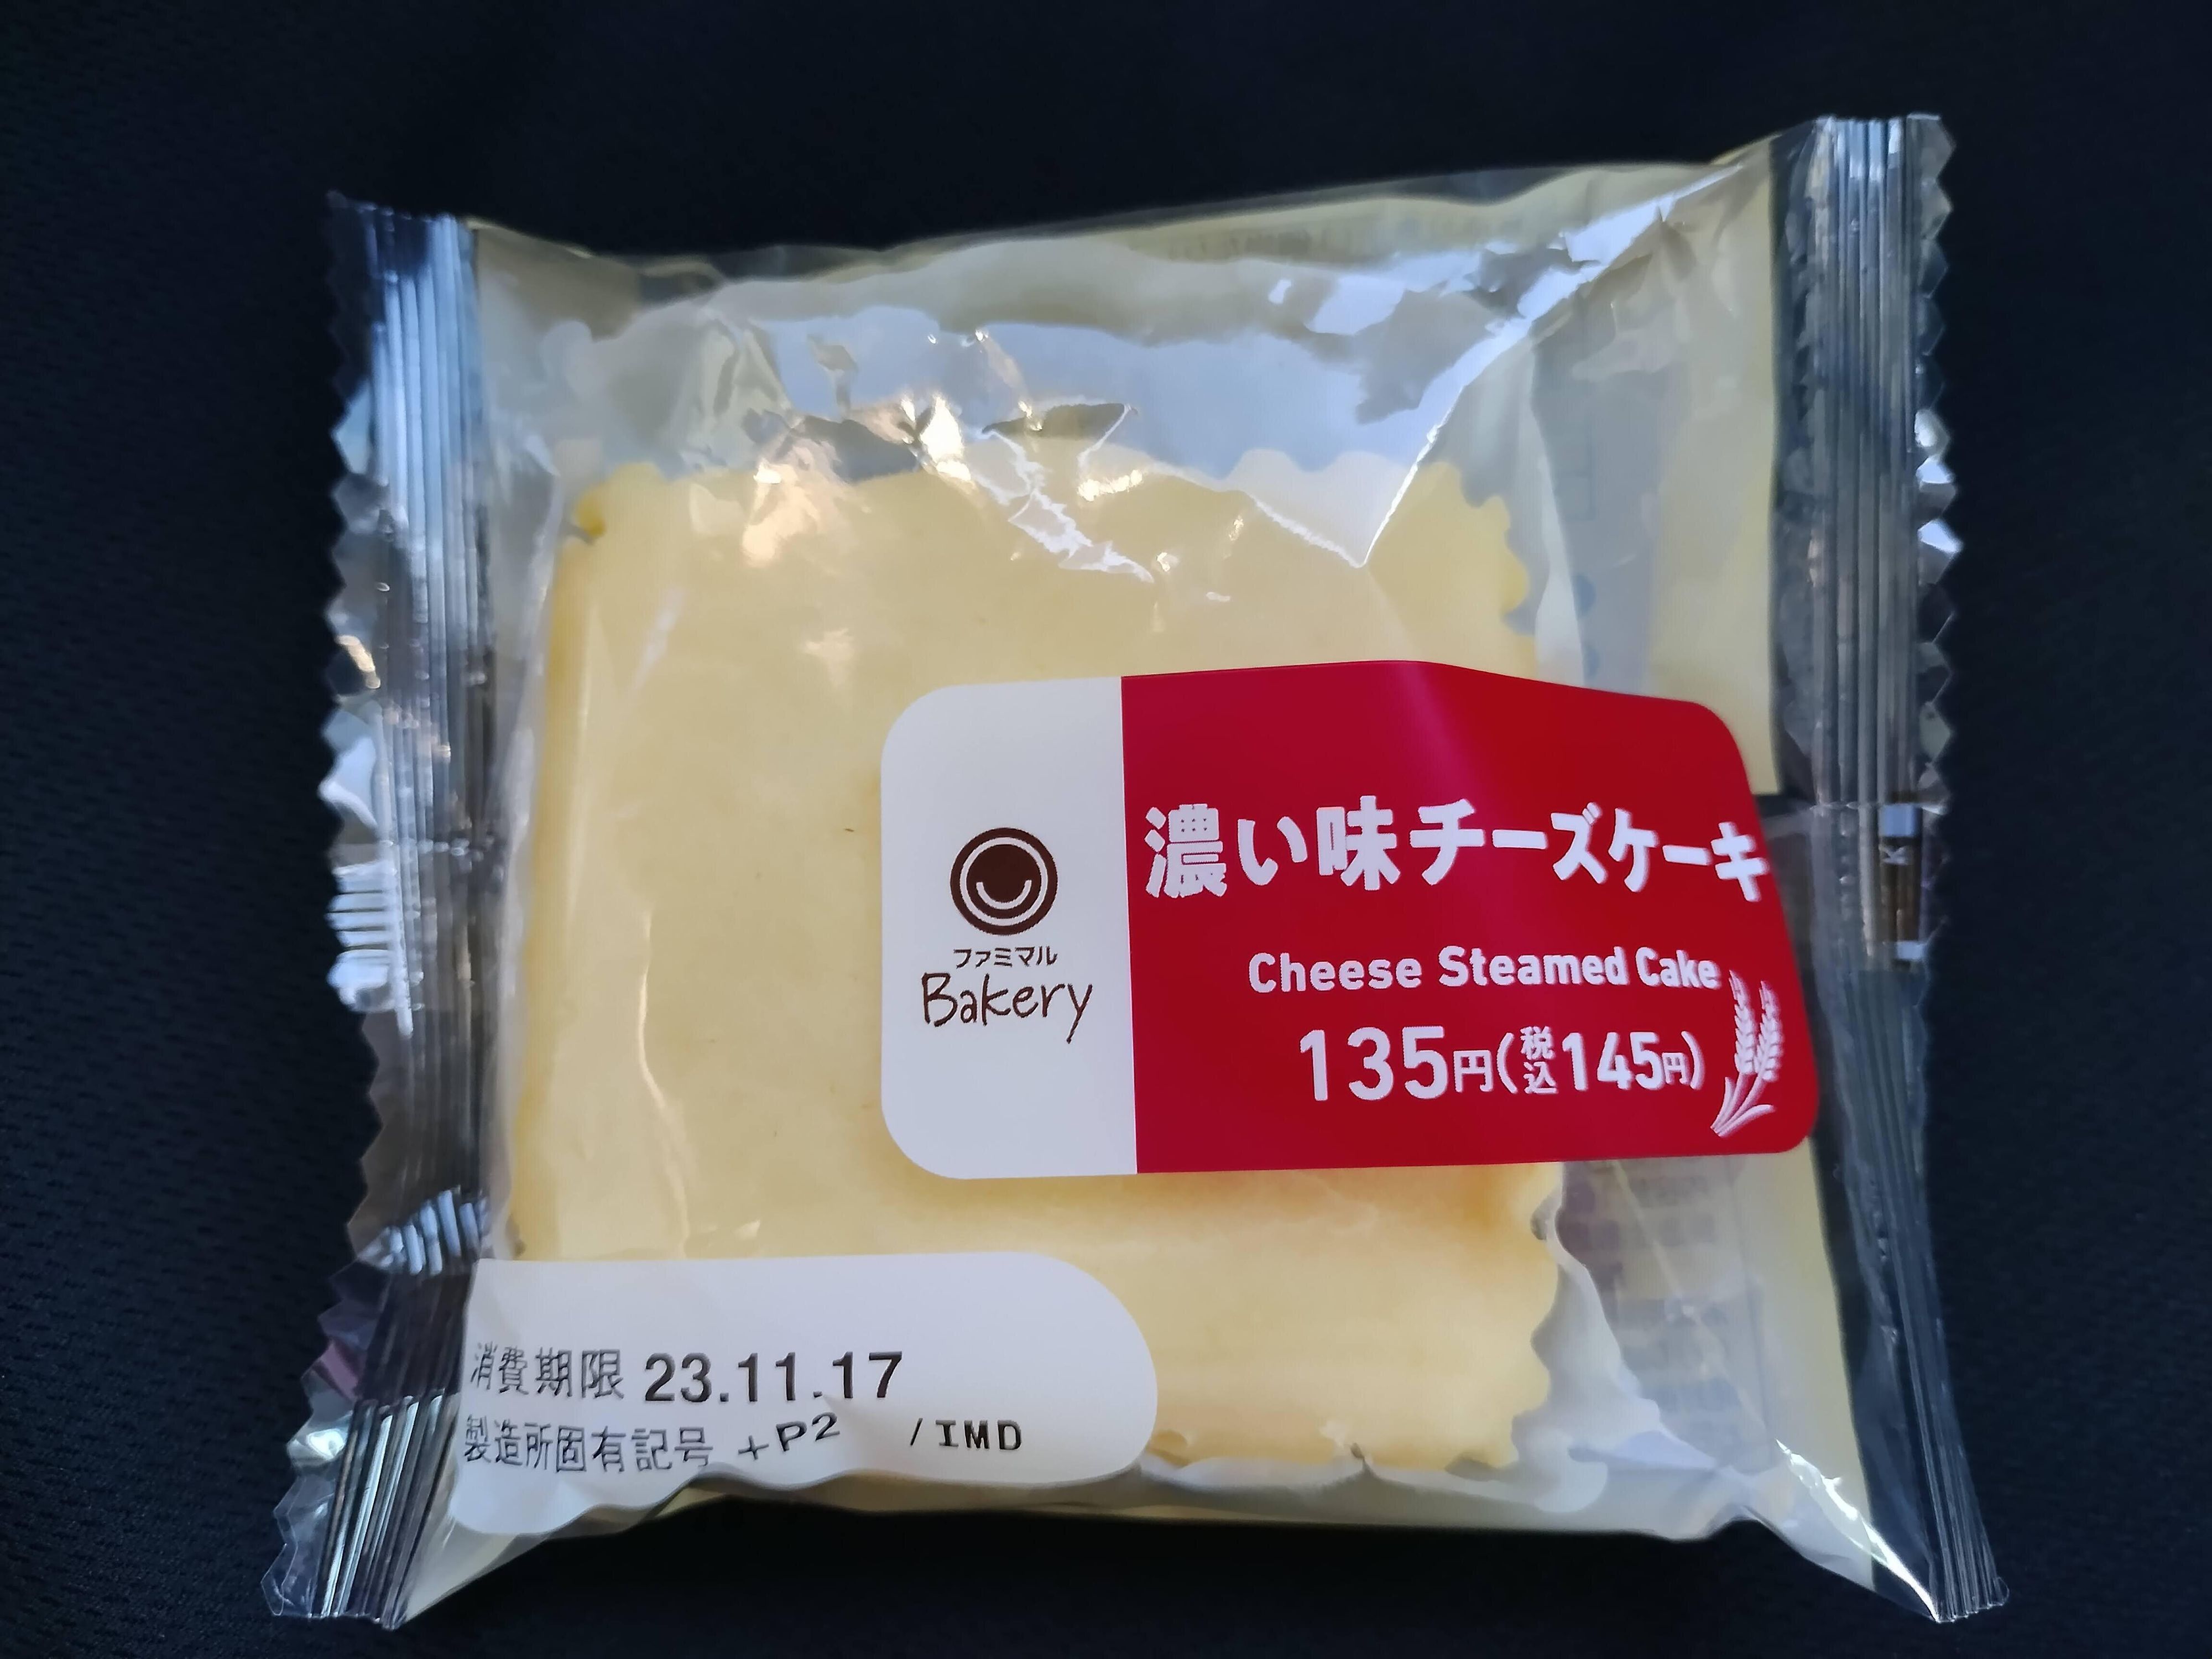 ファミマル
Bakery
濃い味チーズケーキ
Cheese Steamed Cake
135円(税込145円)
消費期限 23.11.17
製造所固有記号 +P2 /IMD